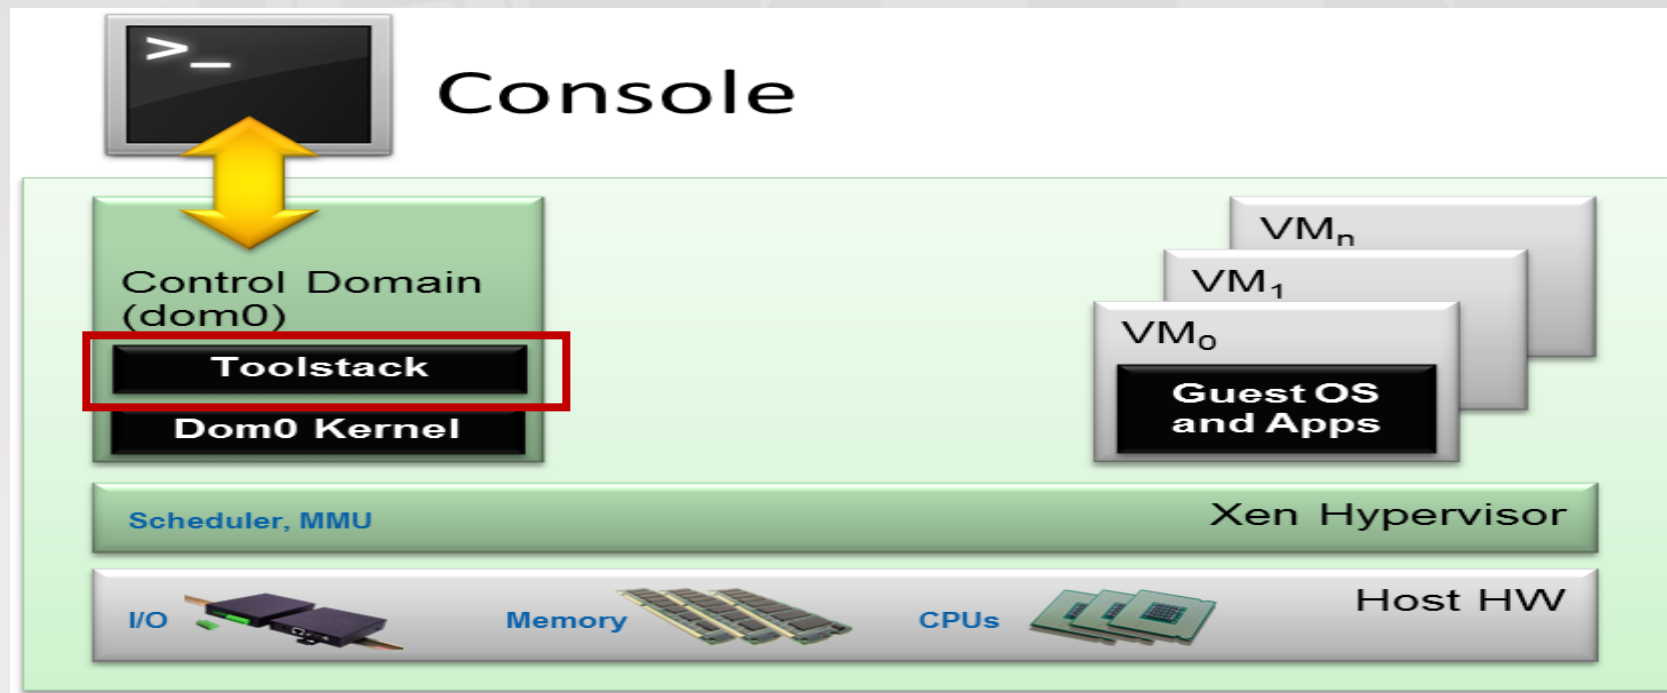 >_
Console
Control Domain
(dom0)
Toolstack
Dom0 Kernel
VMn
VM1
VM0
Guest OS
and Apps
Scheduler, MMU
Xen Hypervisor
I/O
Memory
CPUs
Host HW